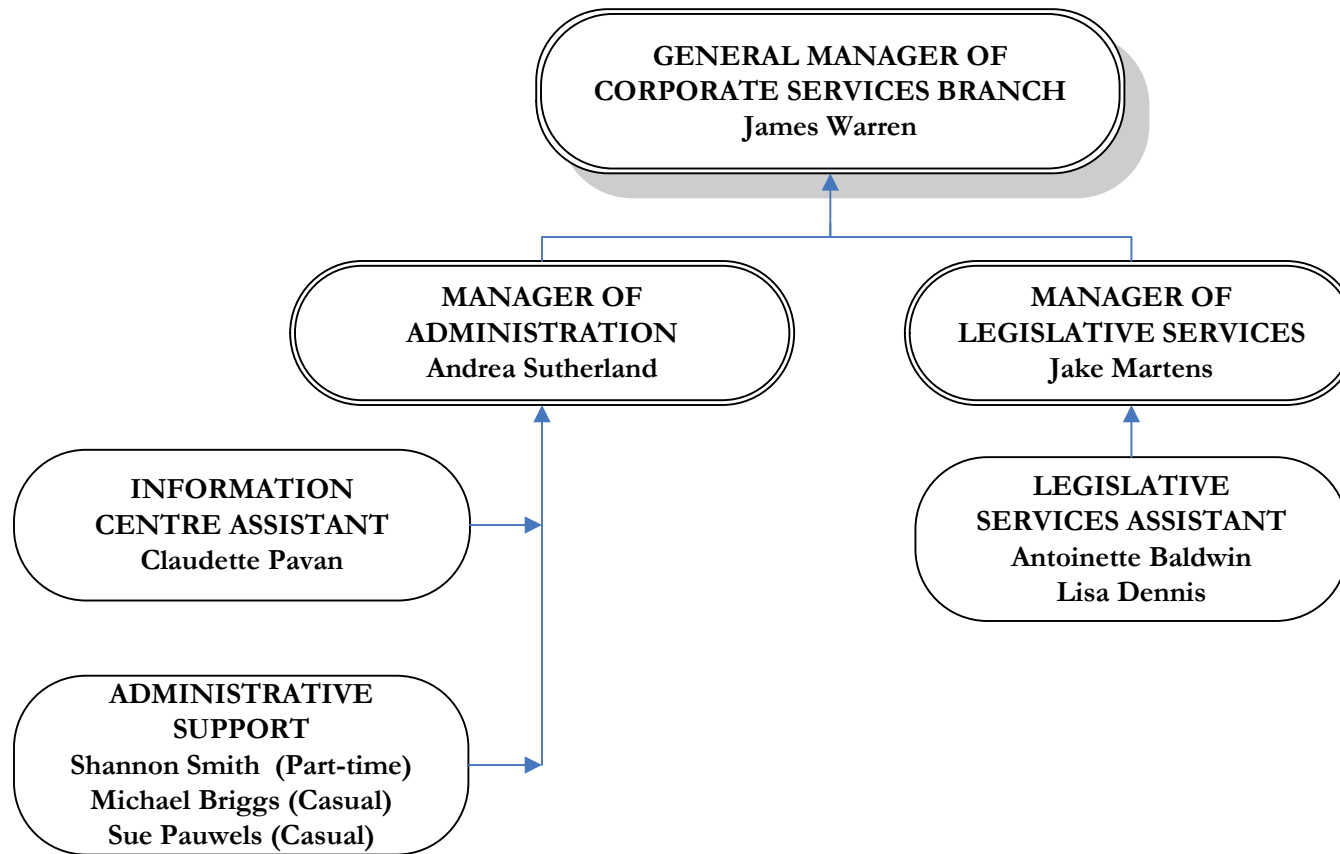 GENERAL MANAGER OF
CORPORATE SERVICES BRANCH
James Warren
MANAGER OF
ADMINISTRATION
Andrea Sutherland
MANAGER OF
LEGISLATIVE SERVICES
Jake Martens
INFORMATION
CENTRE ASSISTANT
Claudette Pavan
LEGISLATIVE
SERVICES ASSISTANT
Antoinette Baldwin
Lisa Dennis
ADMINISTRATIVE
SUPPORT
Shannon Smith  (Part-time)
Michael Briggs (Casual)
Sue Pauwels (Casual)